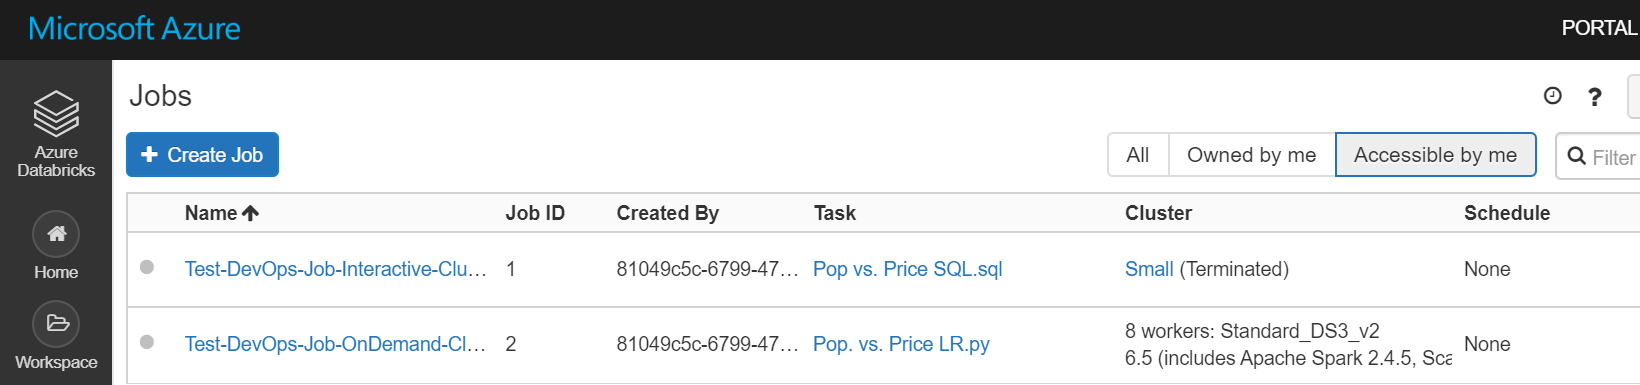 Microsoft Azure
PORTAL
Azure
Databricks
Home
Workspace
Jobs
?
+ Create Job
All
Owned by me
Accessible by me
Filter
Name Job ID Created By Task Cluster Schedule
Test-DevOps-Job-Interactive-Clu… 1 81049c5c-6799-47… Pop vs. Price SQL.sql Small (Terminated) None
Test-DevOps-Job-OnDemand-Cl… 2 81049c5c-6799-47… Pop. vs. Price LR.py 8 workers: Standard_DS3_v2 None
6.5 (includes Apache Spark 2.4.5, Sca